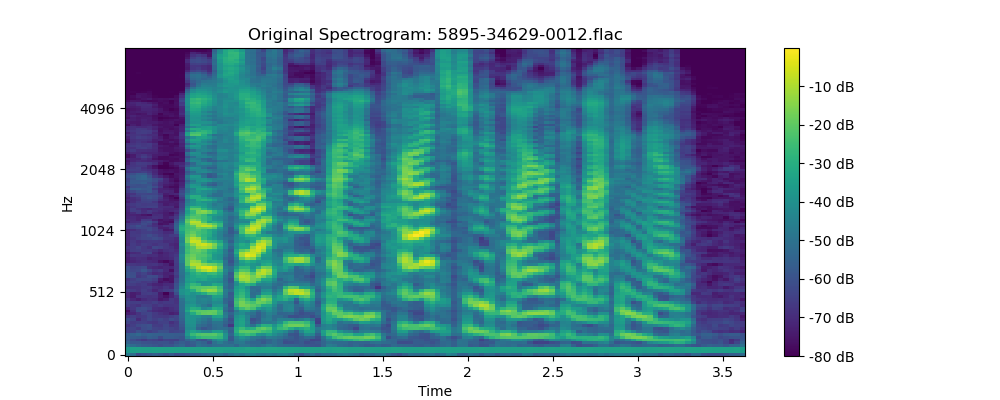 Original Spectrogram: 5895-34629-0012.flac
Hz
4096
2048
1024
512
0
0 0.5 1 1.5 2 2.5 3 3.5
Time
-10 dB
-20 dB
-30 dB
-40 dB
-50 dB
-60 dB
-70 dB
-80 dB